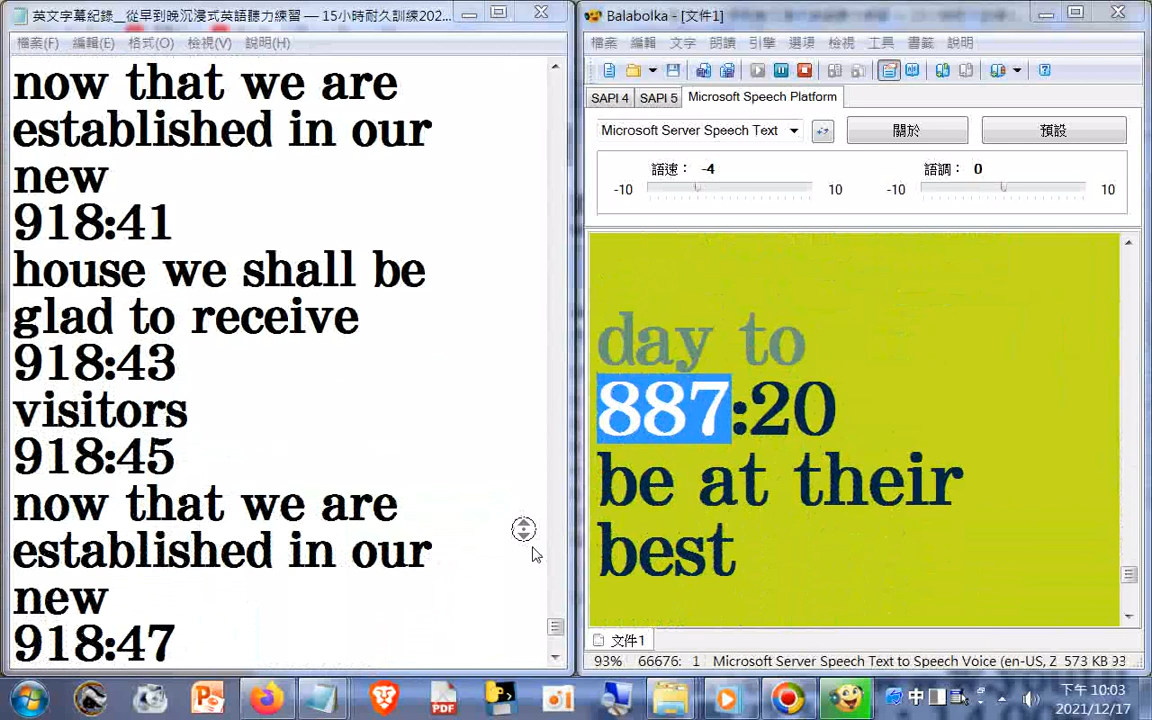 英文字幕紀錄__從早到晚沉浸式英語聽力練習 — 15小時耐久訓練202...
檔案(F) 編輯(E) 格式(O) 檢視(V) 說明(H)
now that we are
established in our
new
918:41
house we shall be
glad to receive
918:43
visitors
918:45
now that we are
established in our
new
918:47
Balabolka - [文件1]
檔案 編輯 文字 朗讀 引擎 選項 檢視 工具 書籤 說明
SAPI 4 SAPI 5 Microsoft Speech Platform
Microsoft Server Speech Text 關於 預設
語速： -4 語調： 0
-10 10 -10 10
day to
887:20
be at their
best
文件1
93% 66676: 1 Microsoft Server Speech Text to Speech Voice (en-US, Z 573 KB 93
PDF
中
下午 10:03
2021/12/17